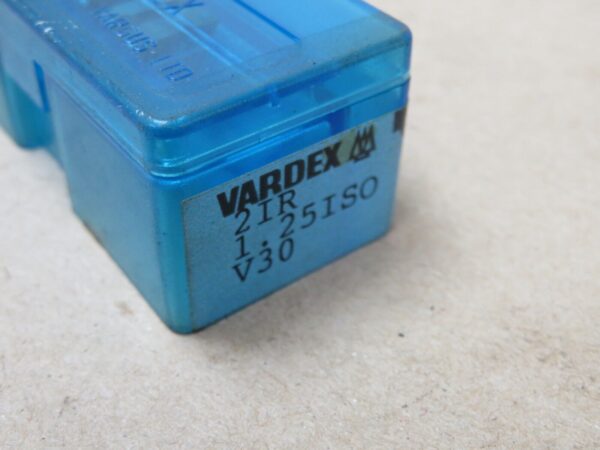 VARDEX
2IR
1.25ISO
V30